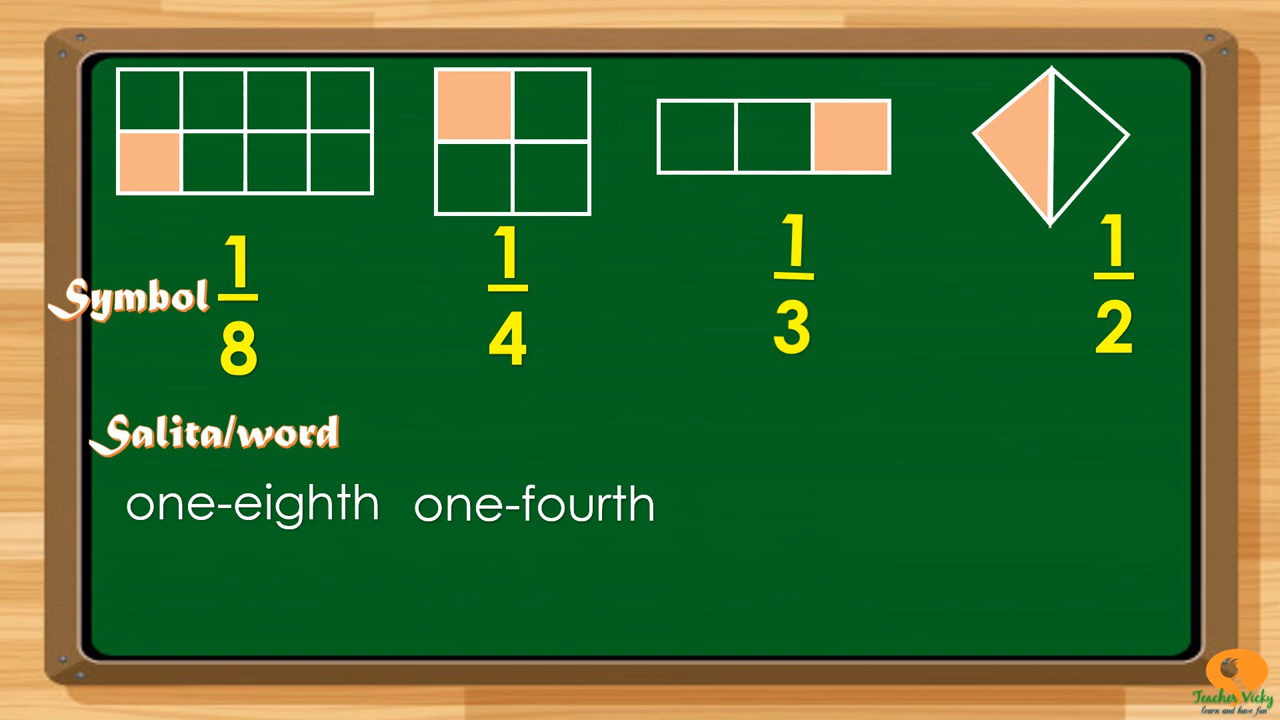 Symbol
1
8
1
4
1
3
1
2
Salita/word
one-eighth one-fourth
Teacher Vicky
learn and have fun